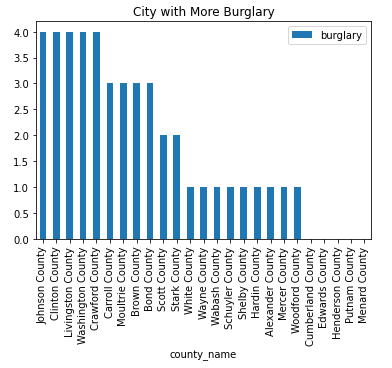 City with More Burglary
burglary
4.0
3.5
3.0
2.5
2.0
1.5
1.0
0.5
0.0
Johnson County
Clinton County
Livingston County
Washington County
Crawford County
Carroll County
Moultrie County
Brown County
Bond County
Scott County
Stark County
White County
Wayne County
Wabash County
Schuyler County
Shelby County
Hardin County
Alexander County
Mercer County
Woodford County
Cumberland County
Edwards County
Henderson County
Putnam County
Menard County
county_name